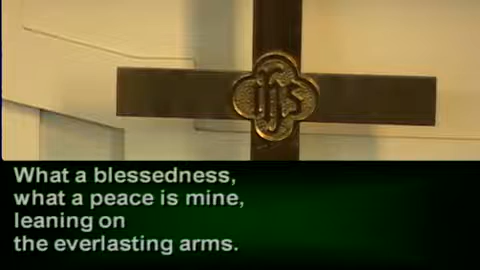 IHS
What a blessedness,
what a peace is mine,
leaning on
the everlasting arms.